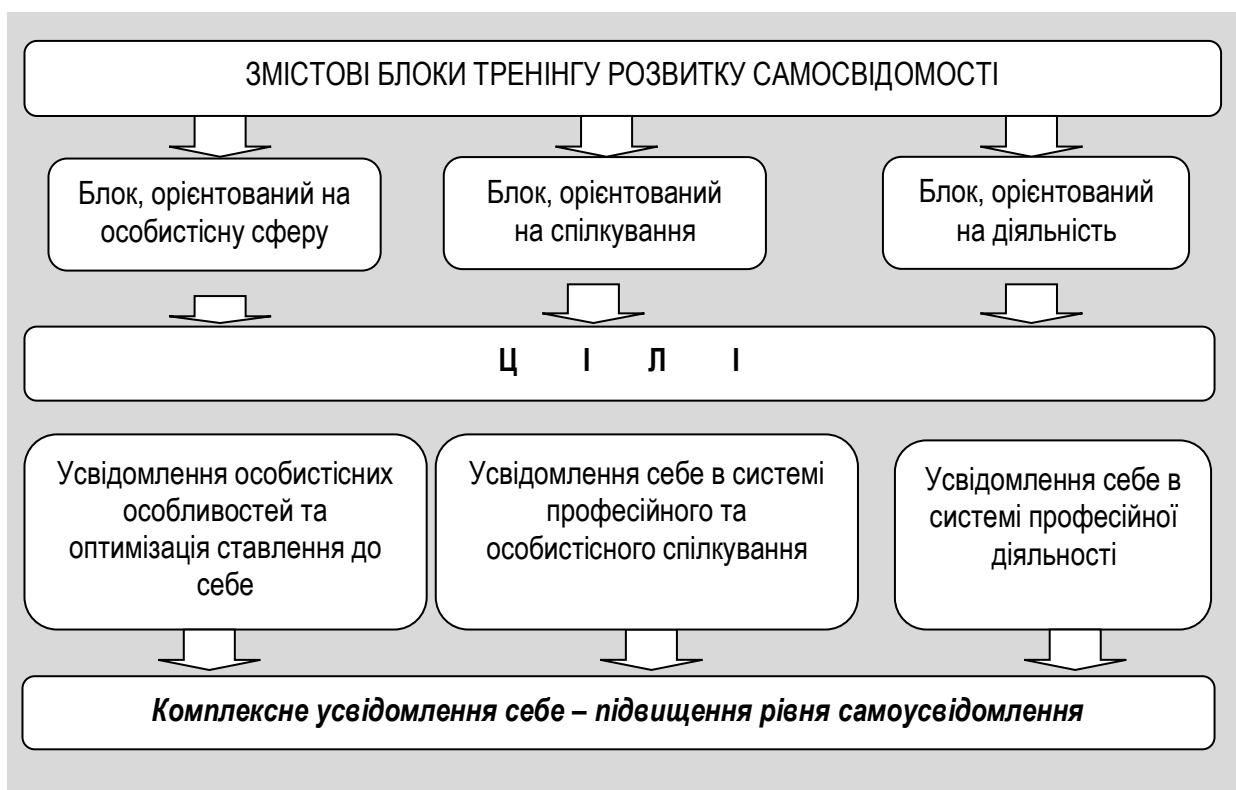 ЗМІСТОВІ БЛОКИ ТРЕНІНГУ РОЗВИТКУ САМОСВІДОМОСТІ
Блок, орієнтований на
особистісну сферу
Блок, орієнтований
на спілкування
Блок, орієнтований
на діяльність
Ц І Л І
Усвідомлення особистісних
особливостей та
оптимізація ставлення до
себе
Усвідомлення себе в системі
професійного та
особистісного спілкування
Усвідомлення себе в
системі професійної
діяльності
Комплексне усвідомлення себе – підвищення рівня самоусвідомлення